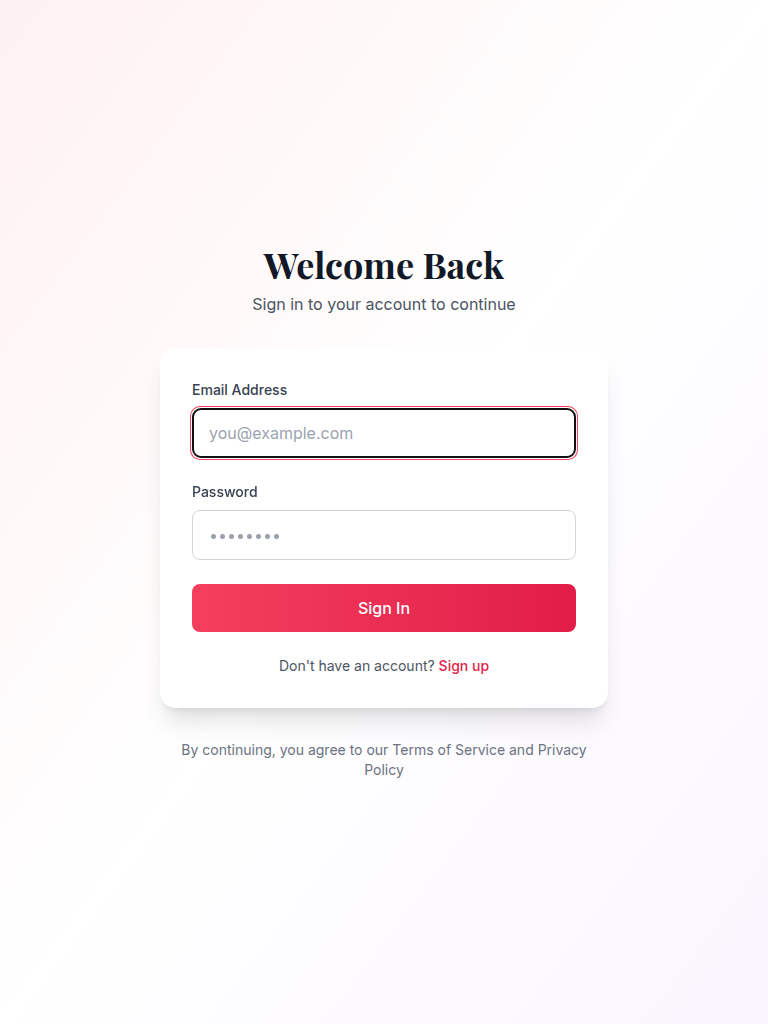 Welcome Back
Sign in to your account to continue
Email Address
you@example.com
Password
••••••••
Sign In
Don't have an account? Sign up
By continuing, you agree to our Terms of Service and Privacy
Policy